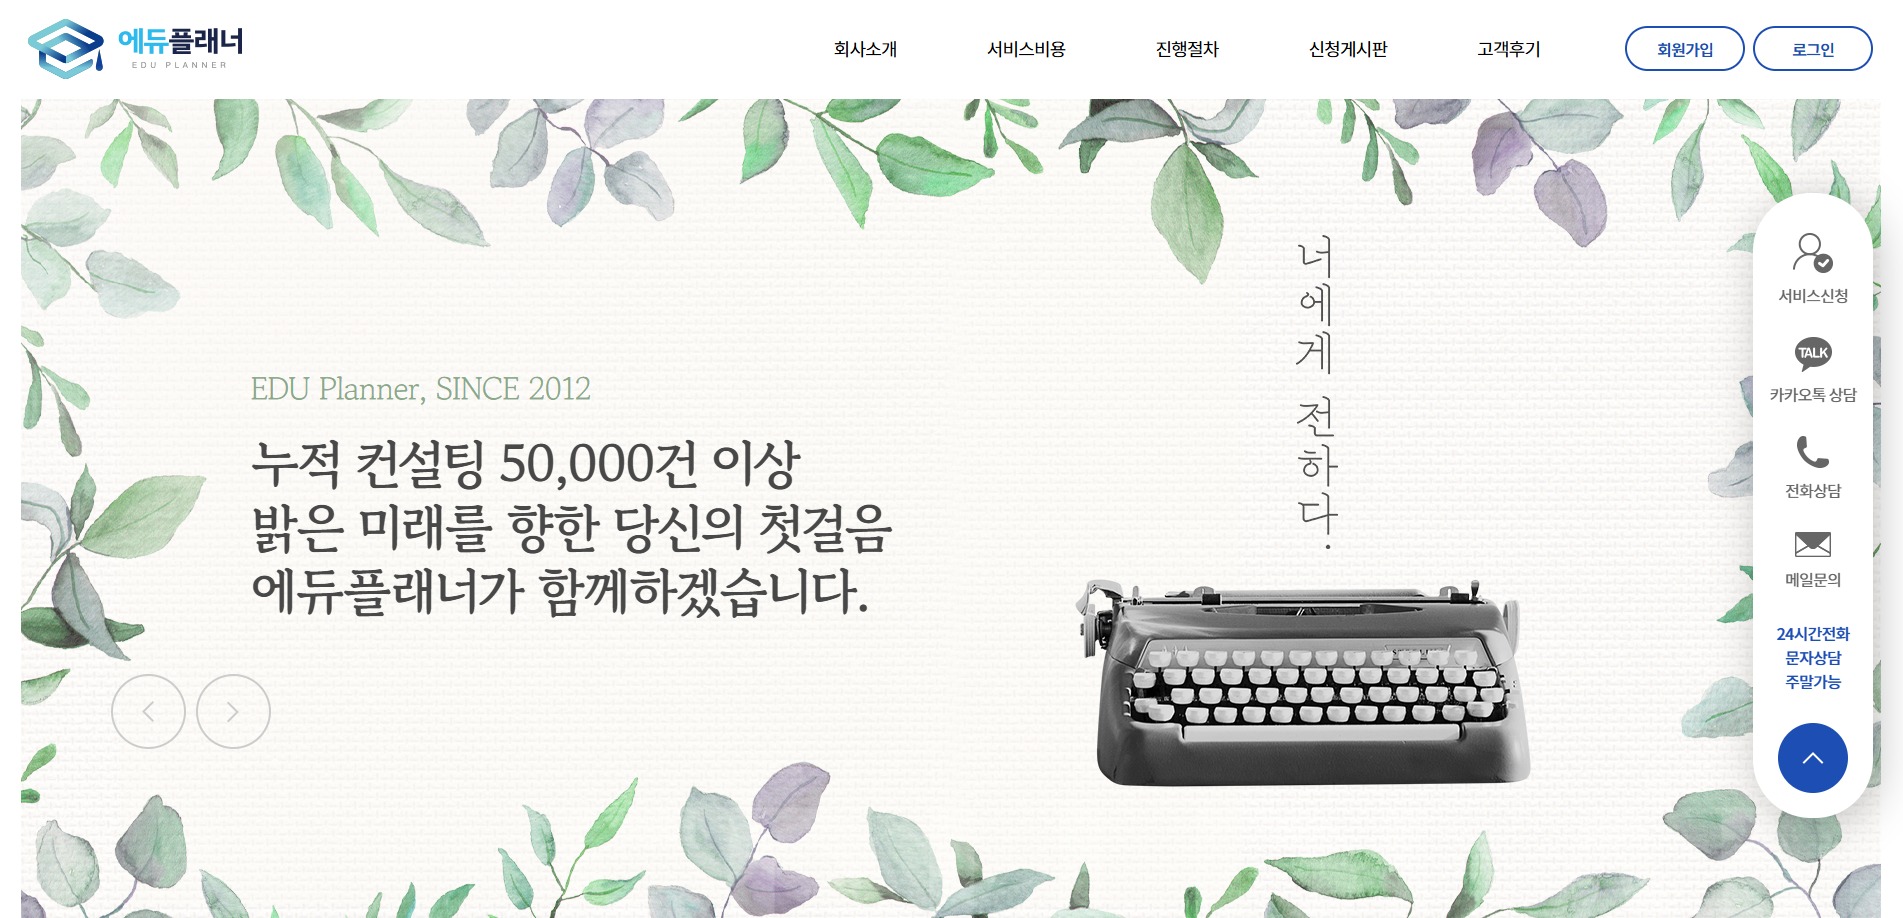 에듀플래너
EDU PLANNER
회사소개
서비스비용
진행절차
신청게시판
고객후기
회원가입
로그인
너에게 전하다.
EDU Planner, SINCE 2012
누적 컨설팅 50,000건 이상
밝은 미래를 향한 당신의 첫걸음
에듀플래너가 함께하겠습니다.
서비스신청
TALK
카카오톡 상담
전화상담
메일문의
24시간전화
문자상담
주말가능